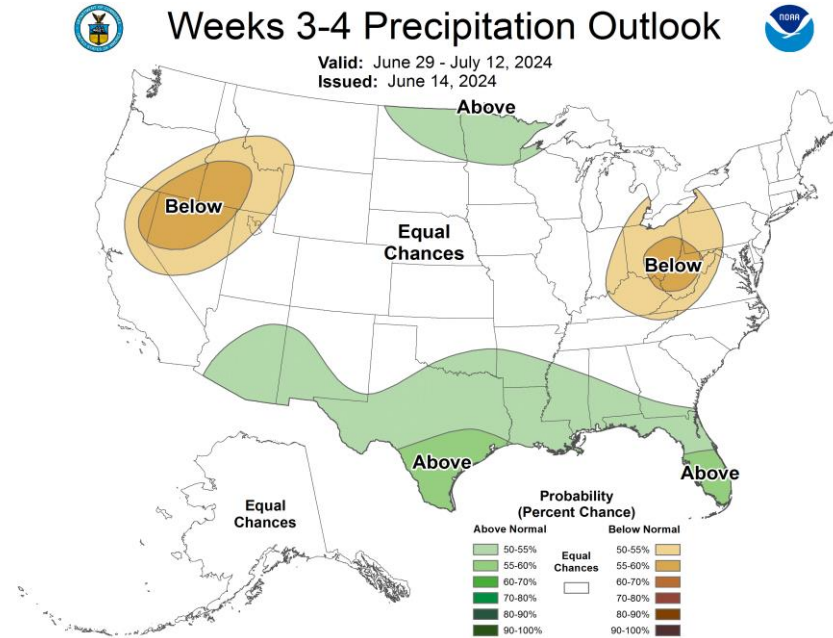 Weeks 3-4 Precipitation Outlook
NOAA
Valid: June 29 - July 12, 2024
Issued: June 14, 2024
Above
Below
Equal
Chances
Below
Above
Above
Equal
Chances
Probability
(Percent Chance)
Above Normal
50-55%
55-60%
60-70%
70-80%
80-90%
90-100%
Equal
Chances
Below Normal
50-55%
55-60%
60-70%
70-80%
80-90%
90-100%